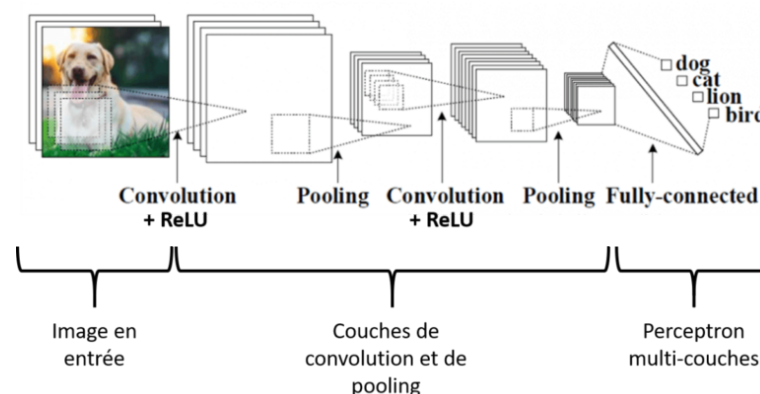 dog
cat
lion
bird
Convolution
+ ReLU
Pooling
Convolution
+ ReLU
Pooling
Fully-connected
Image en
entrée
Couches de
convolution et de
pooling
Perceptron
multi-couches